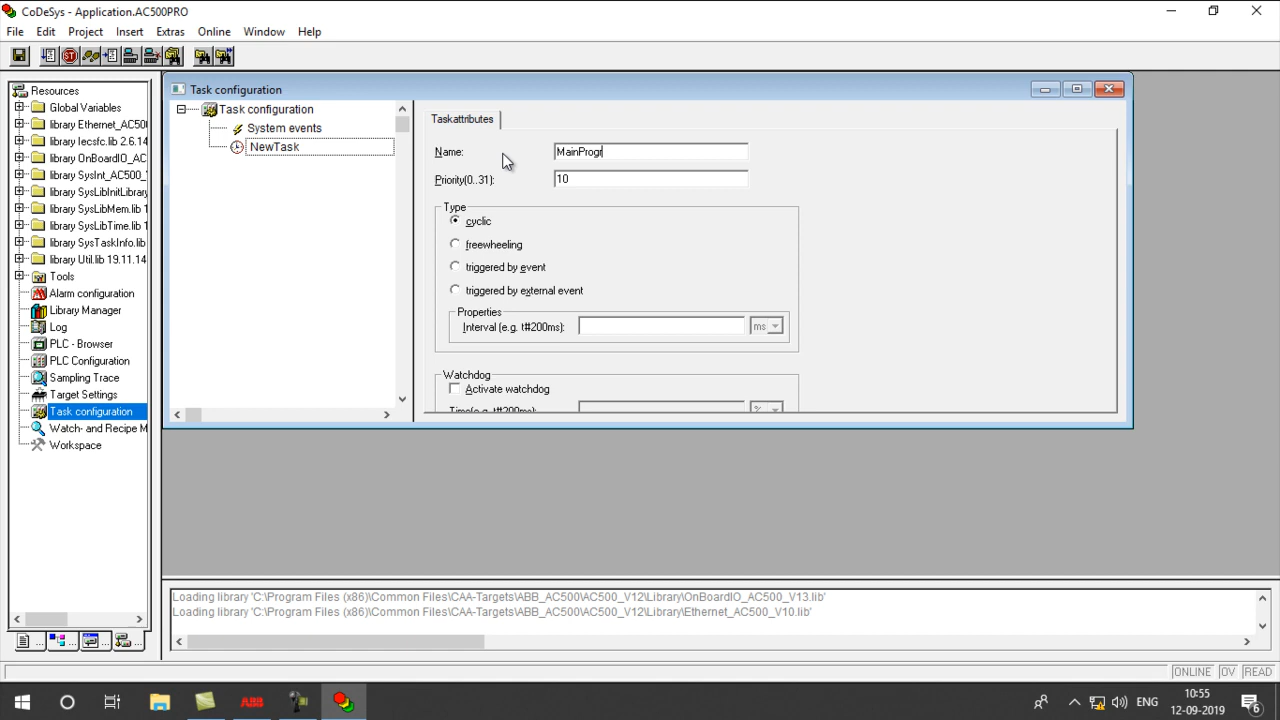 CoDeSys - Application.AC500PRO
File Edit Project Insert Extras Online Window Help
Resources
Global Variables
library Ethernet_AC500
library Iecsfc.lib 2.6.14
library OnBoardIO_AC
library SysInt_AC500_V
library SysLibInitLibrary
library SysLibMem.lib 1
library SysLibTime.lib 1
library SysTaskInfo.lib
library Util.lib 19.11.14
Tools
Alarm configuration
Library Manager
Log
PLC - Browser
PLC Configuration
Sampling Trace
Target Settings
Task configuration
Watch- and Recipe M
Workspace
Task configuration
Task configuration
System events
NewTask
Taskattributes
Name: MainProgr
Priority(0..31): 10
Type
cyclic
freewheeling
triggered by event
triggered by external event
Properties
Interval (e.g. t#200ms): ms
Watchdog
Activate watchdog
Time(e.g. t#200ms): %
Loading library 'C:\Program Files (x86)\Common Files\CAA-Targets\ABB_AC500\AC500_V12\Library\OnBoardIO_AC500_V13.lib'
Loading library 'C:\Program Files (x86)\Common Files\CAA-Targets\ABB_AC500\AC500_V12\Library\Ethernet_AC500_V10.lib'
ONLINE OV READ
ABB
ENG
10:55
12-09-2019
6